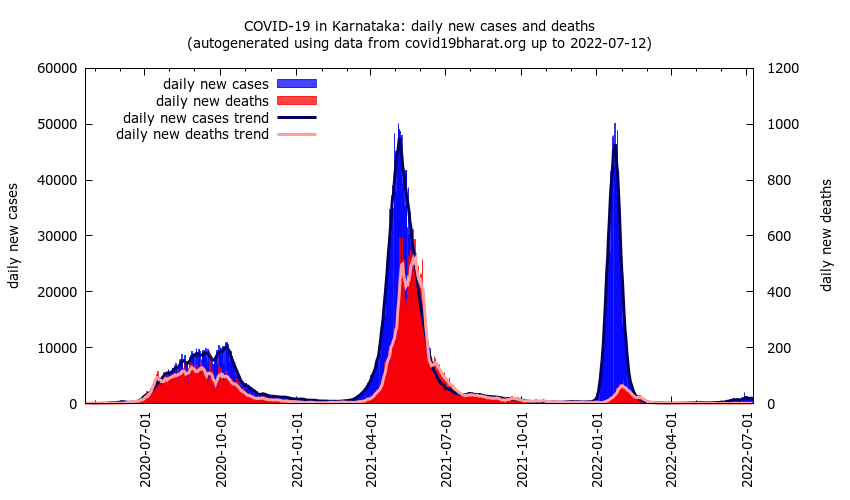 COVID-19 in Karnataka: daily new cases and deaths
(autogenerated using data from covid19bharat.org up to 2022-07-12)
daily new cases
daily new deaths
daily new cases trend
daily new deaths trend
60000
50000
40000
30000
20000
10000
0
1200
1000
800
600
400
200
0
daily new cases
daily new deaths
2020-07-01
2020-10-01
2021-01-01
2021-04-01
2021-07-01
2021-10-01
2022-01-01
2022-04-01
2022-07-01